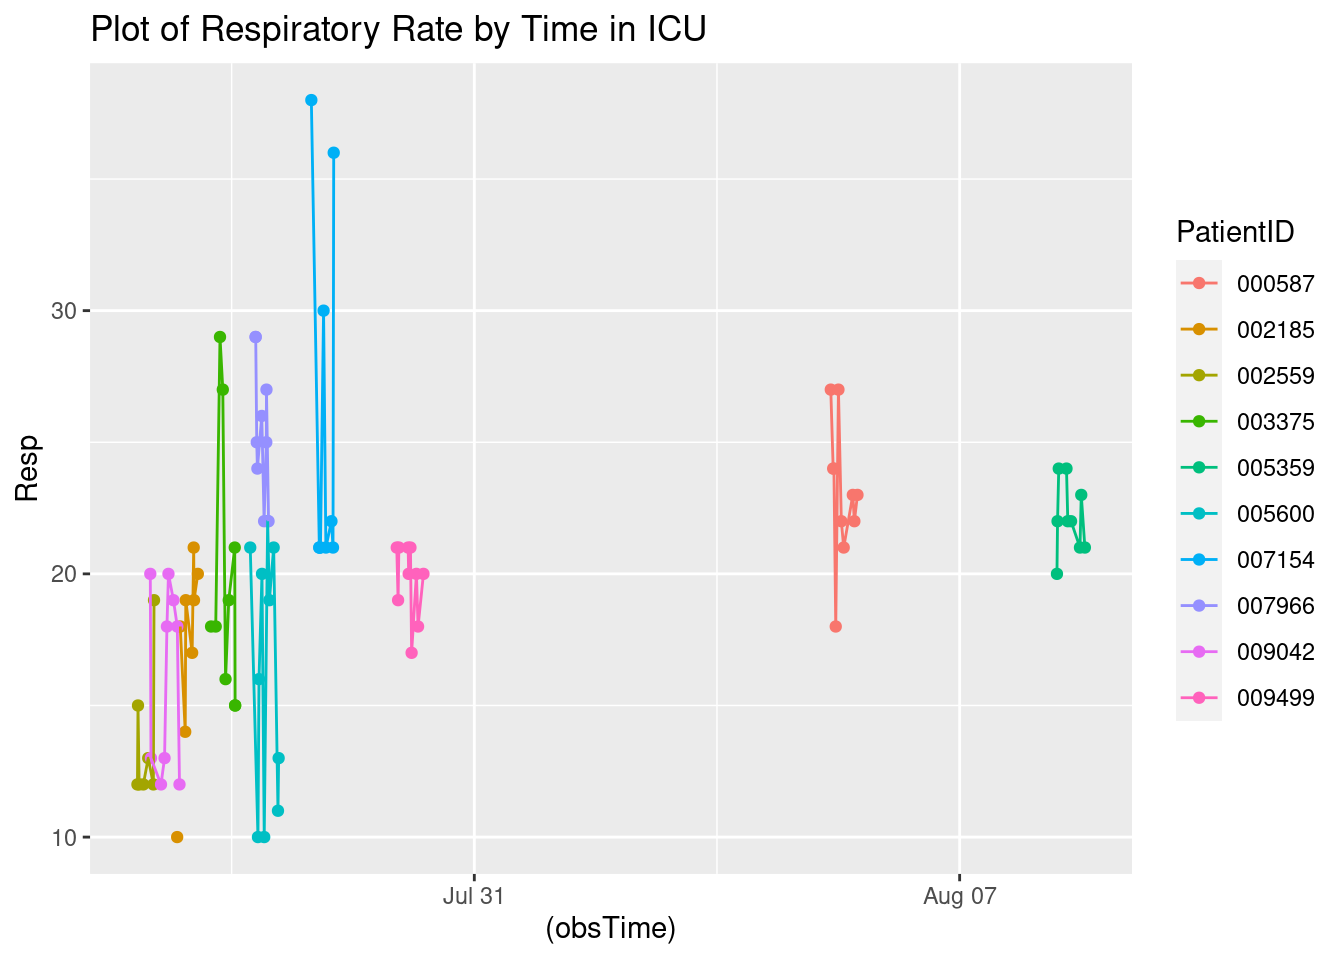 Plot of Respiratory Rate by Time in ICU
Resp
30
20
10
Jul 31
Aug 07
(obsTime)
PatientID
000587
002185
002559
003375
005359
005600
007154
007966
009042
009499